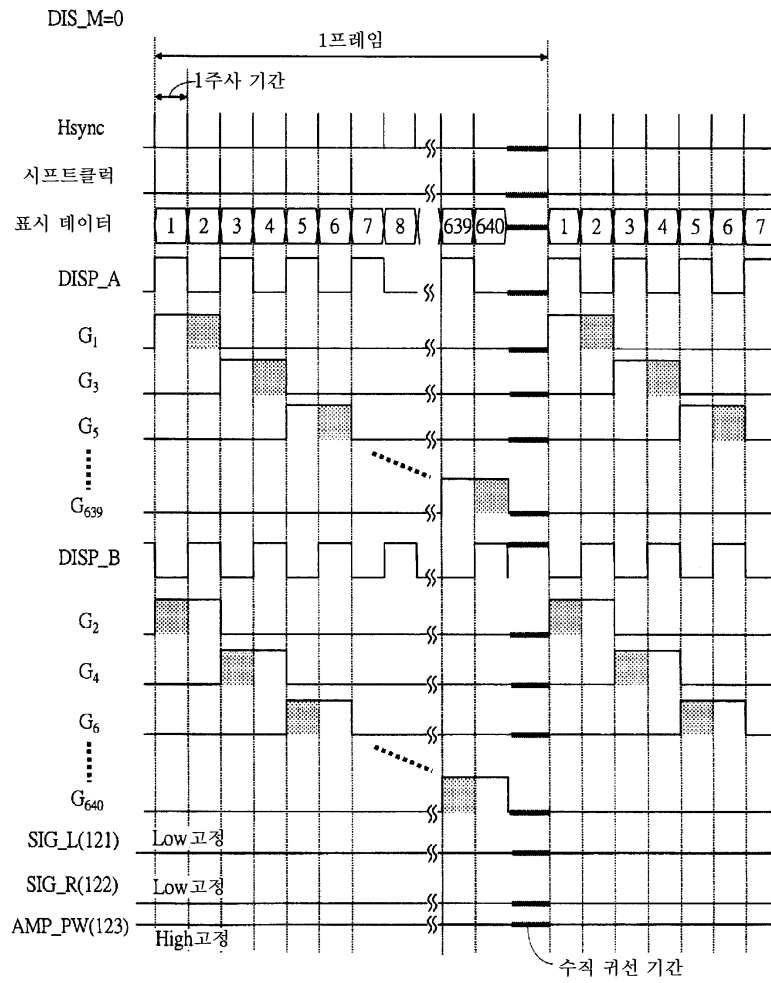 DIS_M=0
1프레임
1주사 기간
Hsync
시프트클럭
표시 데이터 1 2 3 4 5 6 7 8 639 640 1 2 3 4 5 6 7
DISP_A
G1
G3
G5
G639
DISP_B
G2
G4
G6
G640
SIG_L(121) Low고정
SIG_R(122) Low고정
AMP_PW(123) High고정
수직 귀선 기간